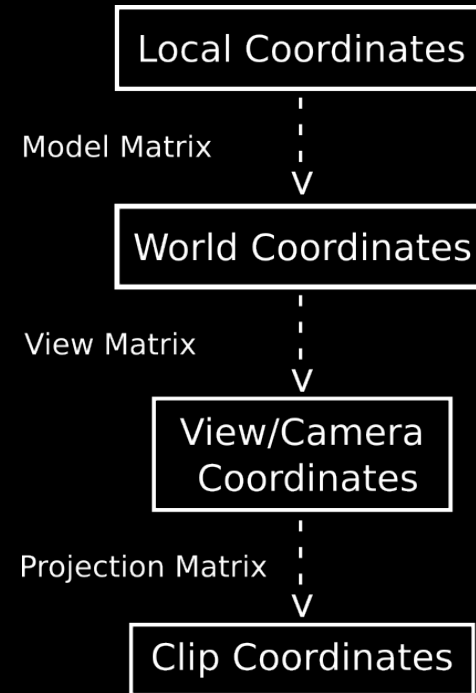 Local Coordinates
Model Matrix
World Coordinates
View Matrix
View/Camera
Coordinates
Projection Matrix
Clip Coordinates